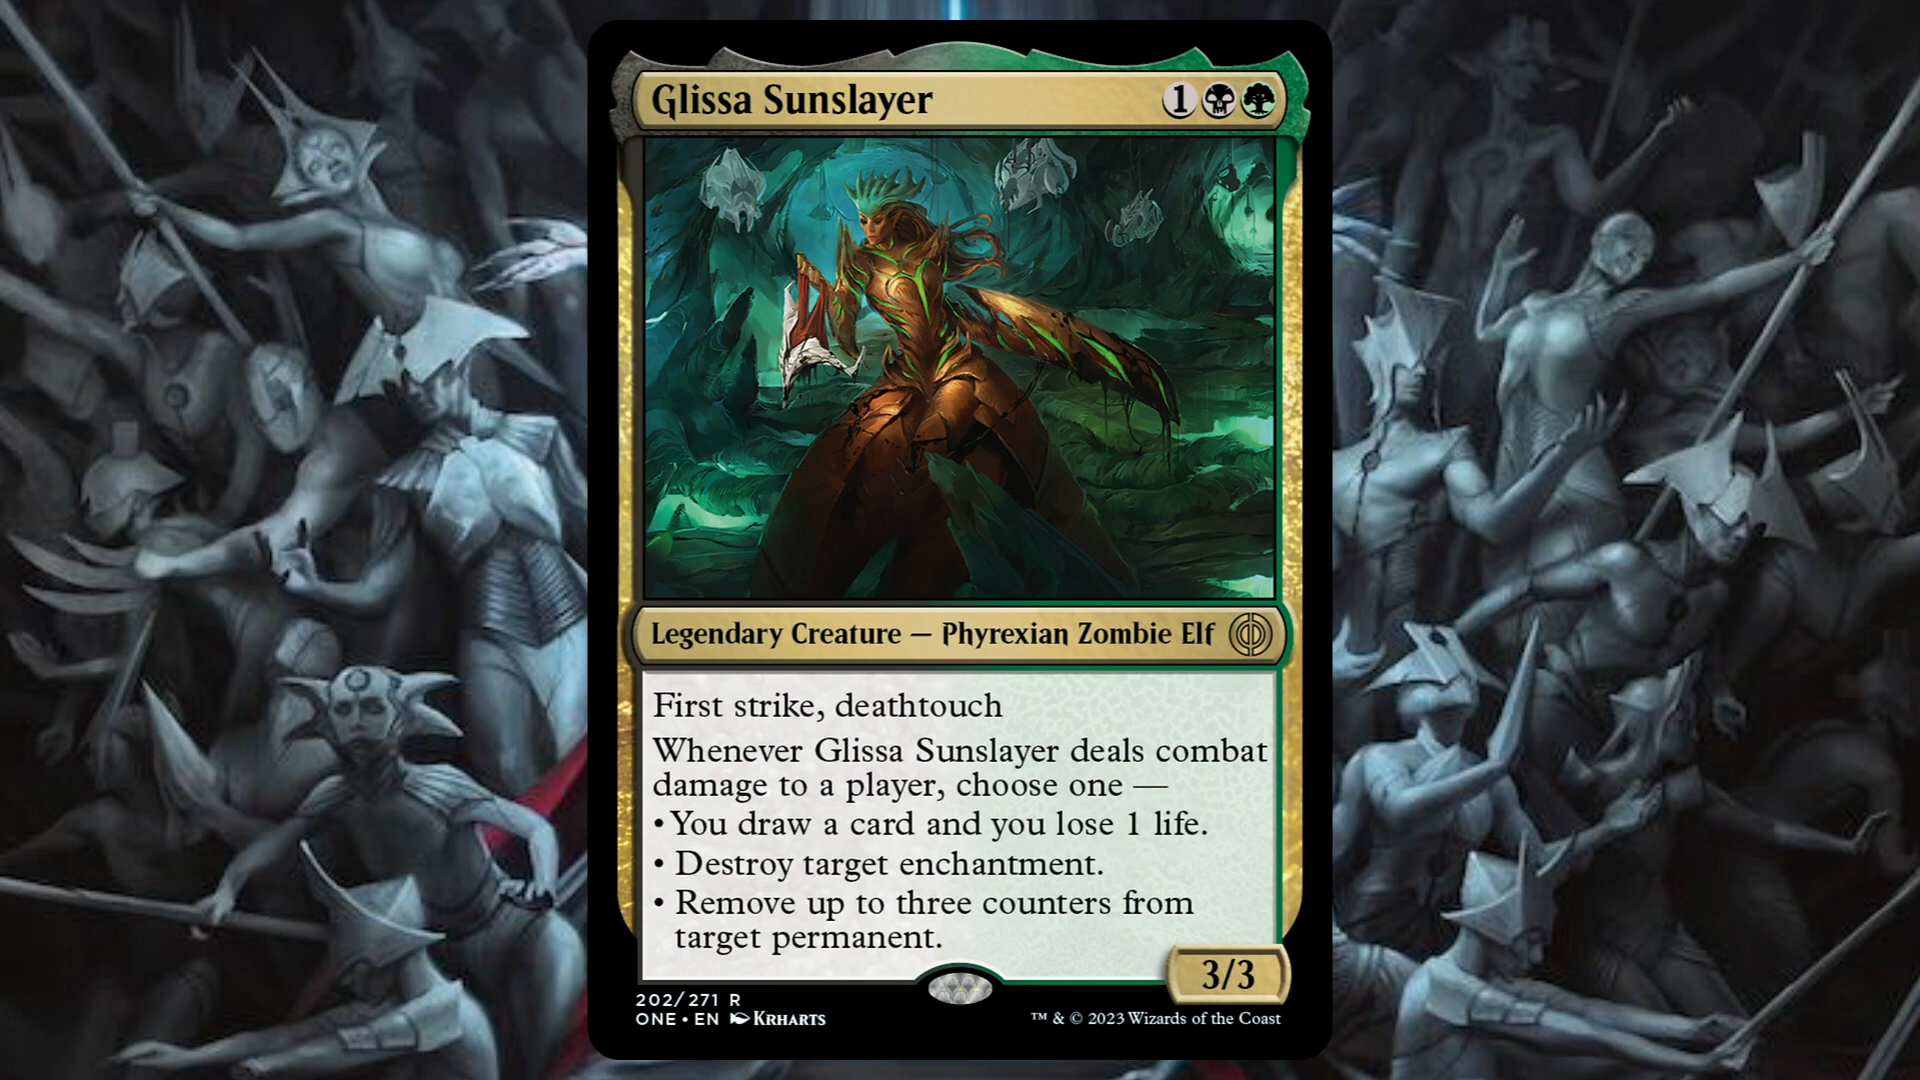 Glissa Sunslayer 1
Legendary Creature — Phyrexian Zombie Elf
First strike, deathtouch
Whenever Glissa Sunslayer deals combat
damage to a player, choose one —
• You draw a card and you lose 1 life.
• Destroy target enchantment.
• Remove up to three counters from
target permanent.
3/3
202/271 R
ONE • EN Krharts
™ & © 2023 Wizards of the Coast